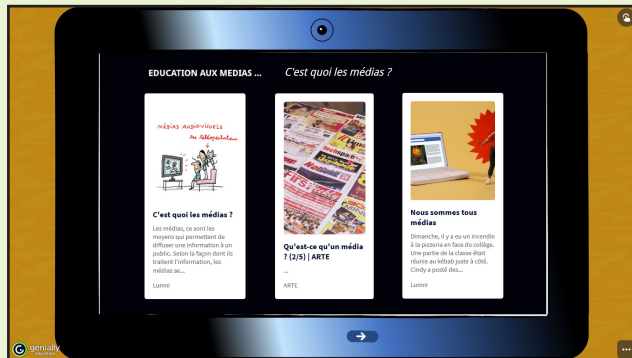 EDUCATION AUX MEDIAS ...
C'est quoi les médias ?
MÉDIAS AUDIOVISUELS
C'est quoi les médias ?
Les médias, ce sont les
moyens qui permettent de
diffuser une information à un
public. Selon la façon dont ils
traitent l'information, les
médias se...
Lumni
Qu'est-ce qu'un média
? (2/5) | ARTE
...
ARTE
Nous sommes tous
médias
Dimanche, il y a eu un incendie
à la pizzeria en face du collège.
Une partie de la classe était
réunie au kébab juste à côté.
Cindy a posté des...
Lumni
genially